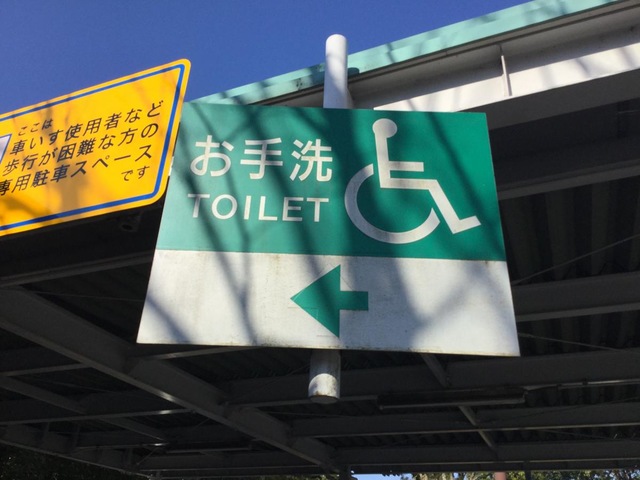 ここは
車いす使用者など
歩行が困難な方の
専用駐車スペース
です
お手洗
TOILET